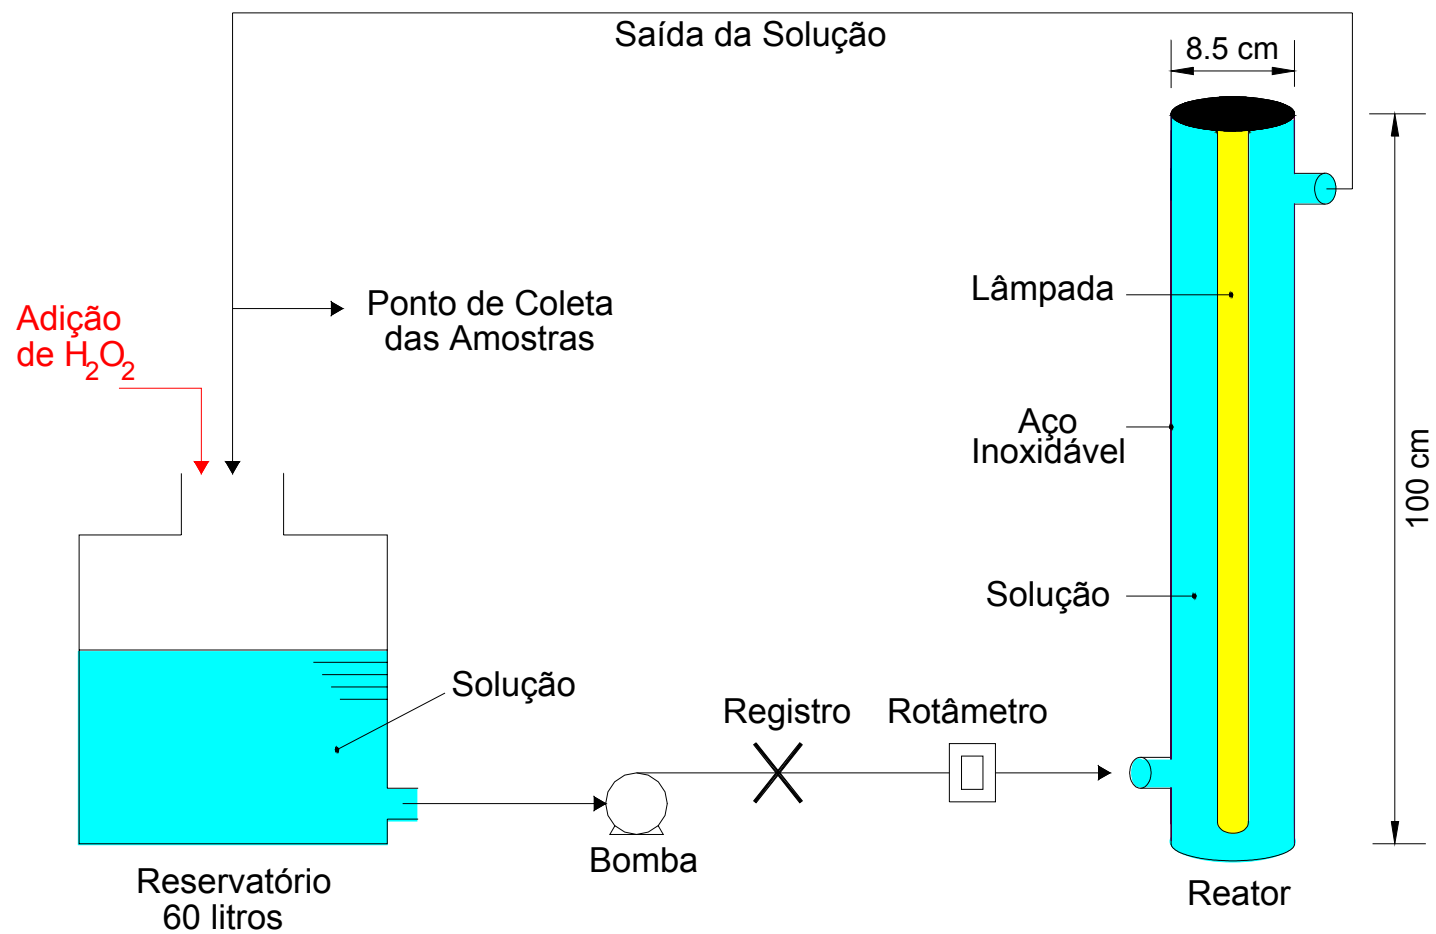 Saída da Solução
8.5 cm
Lâmpada
Ponto de Coleta
das Amostras
Adição
de H₂O₂
Aço
Inoxidável
100 cm
Solução
Solução
Registro
Rotâmetro
Bomba
Reservatório
60 litros
Reator